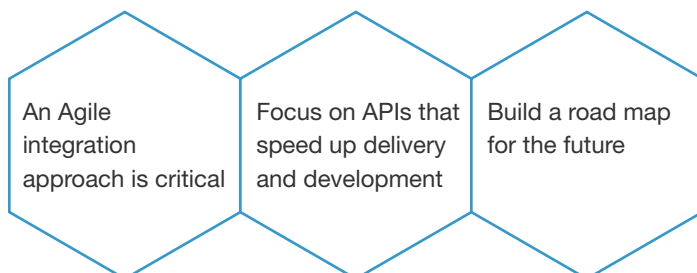 An Agile
integration
approach is critical
Focus on APIs that
speed up delivery
and development
Build a road map
for the future